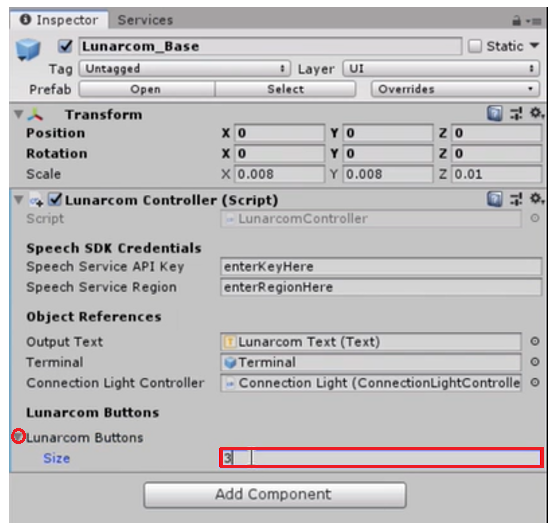 Inspector Services
Lunarcom_Base Static
Tag Untagged Layer UI
Prefab Open Select Overrides
Transform
Position X 0 Y 0 Z 0
Rotation X 0 Y 0 Z 0
Scale X 0.008 Y 0.008 Z 0.01
Lunarcom Controller (Script)
Script LunarcomController
Speech SDK Credentials
Speech Service API Key enterKeyHere
Speech Service Region enterRegionHere
Object References
Output Text Lunarcom Text (Text)
Terminal Terminal
Connection Light Controller Connection Light (ConnectionLightControlle
Lunarcom Buttons
Lunarcom Buttons
Size 3
Add Component